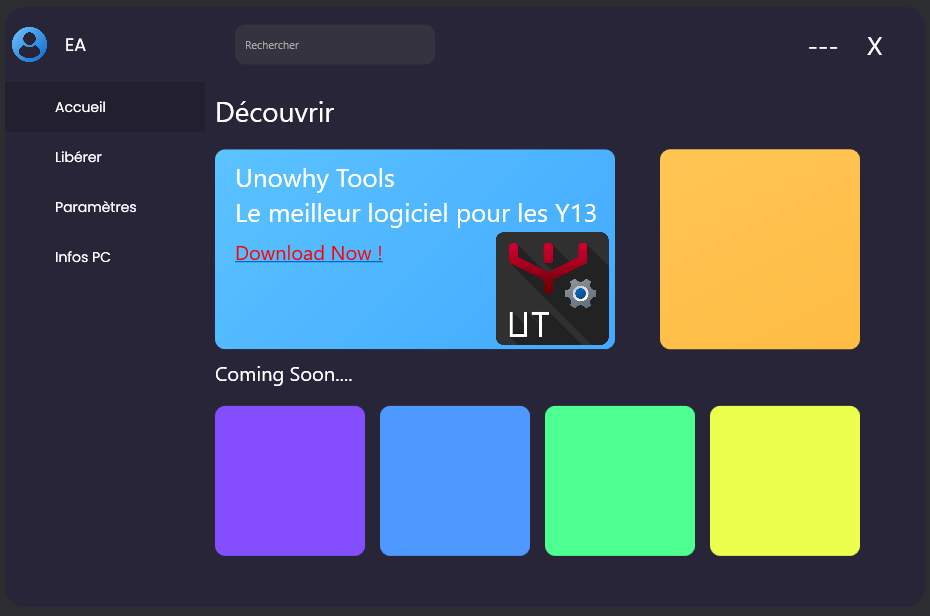 EA
Rechercher
---
X
Accueil
Libérer
Paramètres
Infos PC
Découvrir
Unowhy Tools
Le meilleur logiciel pour les Y13
Download Now !
UT
Coming Soon....